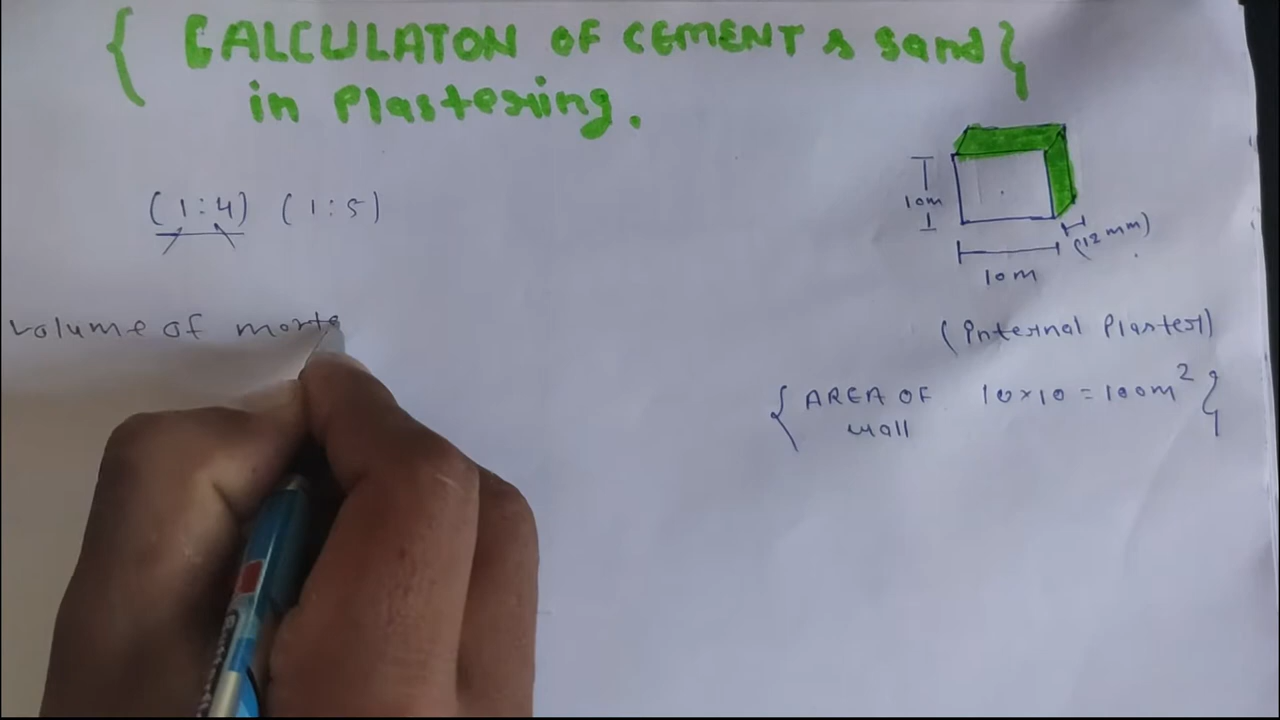 { CALCULATON OF CEMENT & Sand }
in Plastering.
(1:4) (1:5)
10m
(12 mm)
10m
volume of morte
(internal Plaster)
{ AREA OF 10×10 = 100m² }
wall